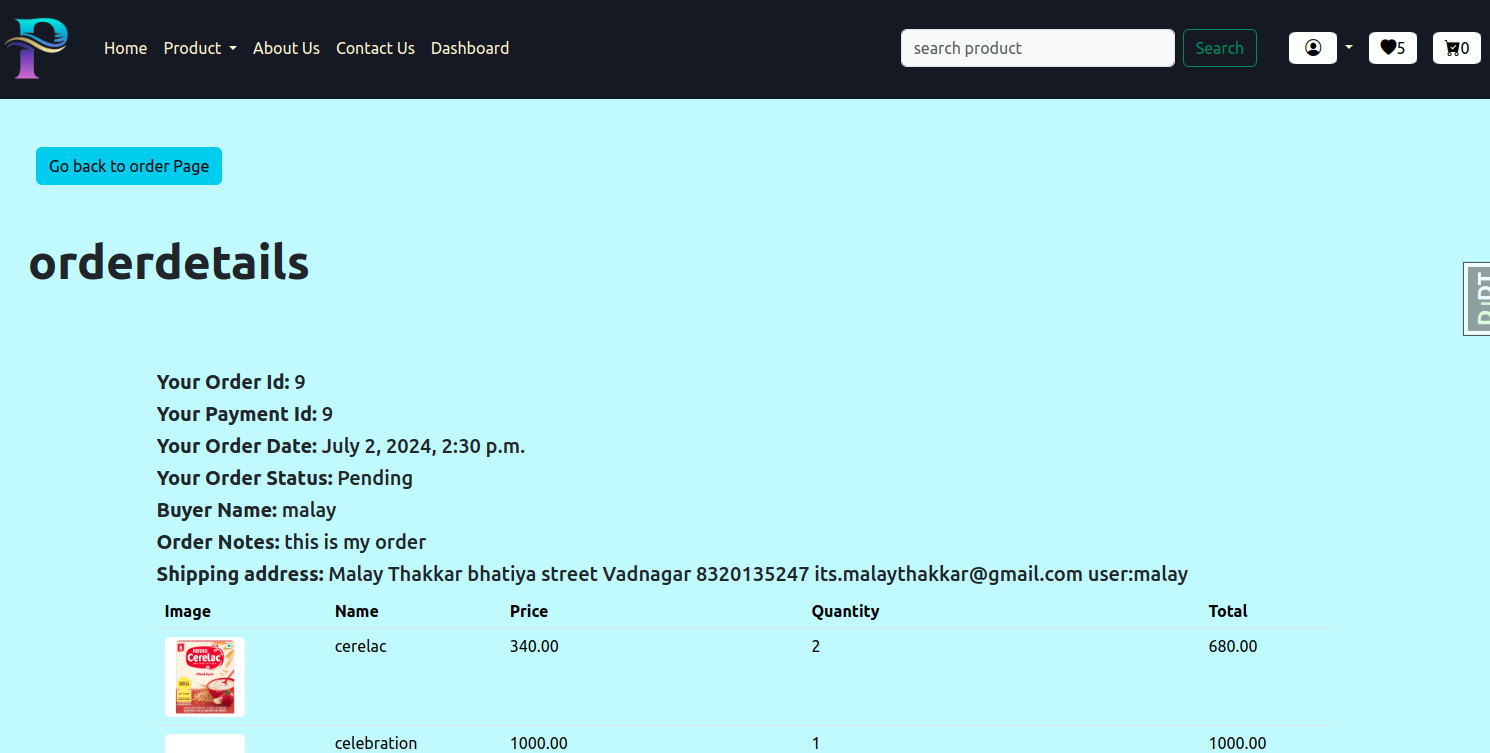 P
Home Product About Us Contact Us Dashboard search product Search 5 0
Go back to order Page
orderdetails
DjDT
Your Order Id: 9
Your Payment Id: 9
Your Order Date: July 2, 2024, 2:30 p.m.
Your Order Status: Pending
Buyer Name: malay
Order Notes: this is my order
Shipping address: Malay Thakkar bhatiya street Vadnagar 8320135247 its.malaythakkar@gmail.com user:malay
Image Name Price Quantity Total
Cerelac
cerelac 340.00 2 680.00
celebration 1000.00 1 1000.00